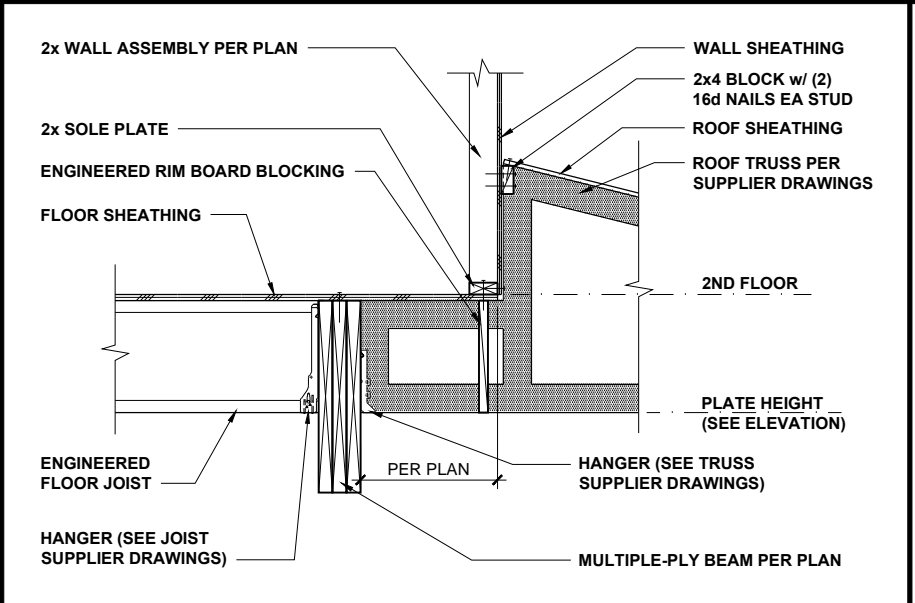 2x WALL ASSEMBLY PER PLAN
2x SOLE PLATE
ENGINEERED RIM BOARD BLOCKING
FLOOR SHEATHING
ENGINEERED
FLOOR JOIST
HANGER (SEE JOIST
SUPPLIER DRAWINGS)
PER PLAN
WALL SHEATHING
2x4 BLOCK w/ (2)
16d NAILS EA STUD
ROOF SHEATHING
ROOF TRUSS PER
SUPPLIER DRAWINGS
2ND FLOOR
PLATE HEIGHT
(SEE ELEVATION)
HANGER (SEE TRUSS
SUPPLIER DRAWINGS)
MULTIPLE-PLY BEAM PER PLAN